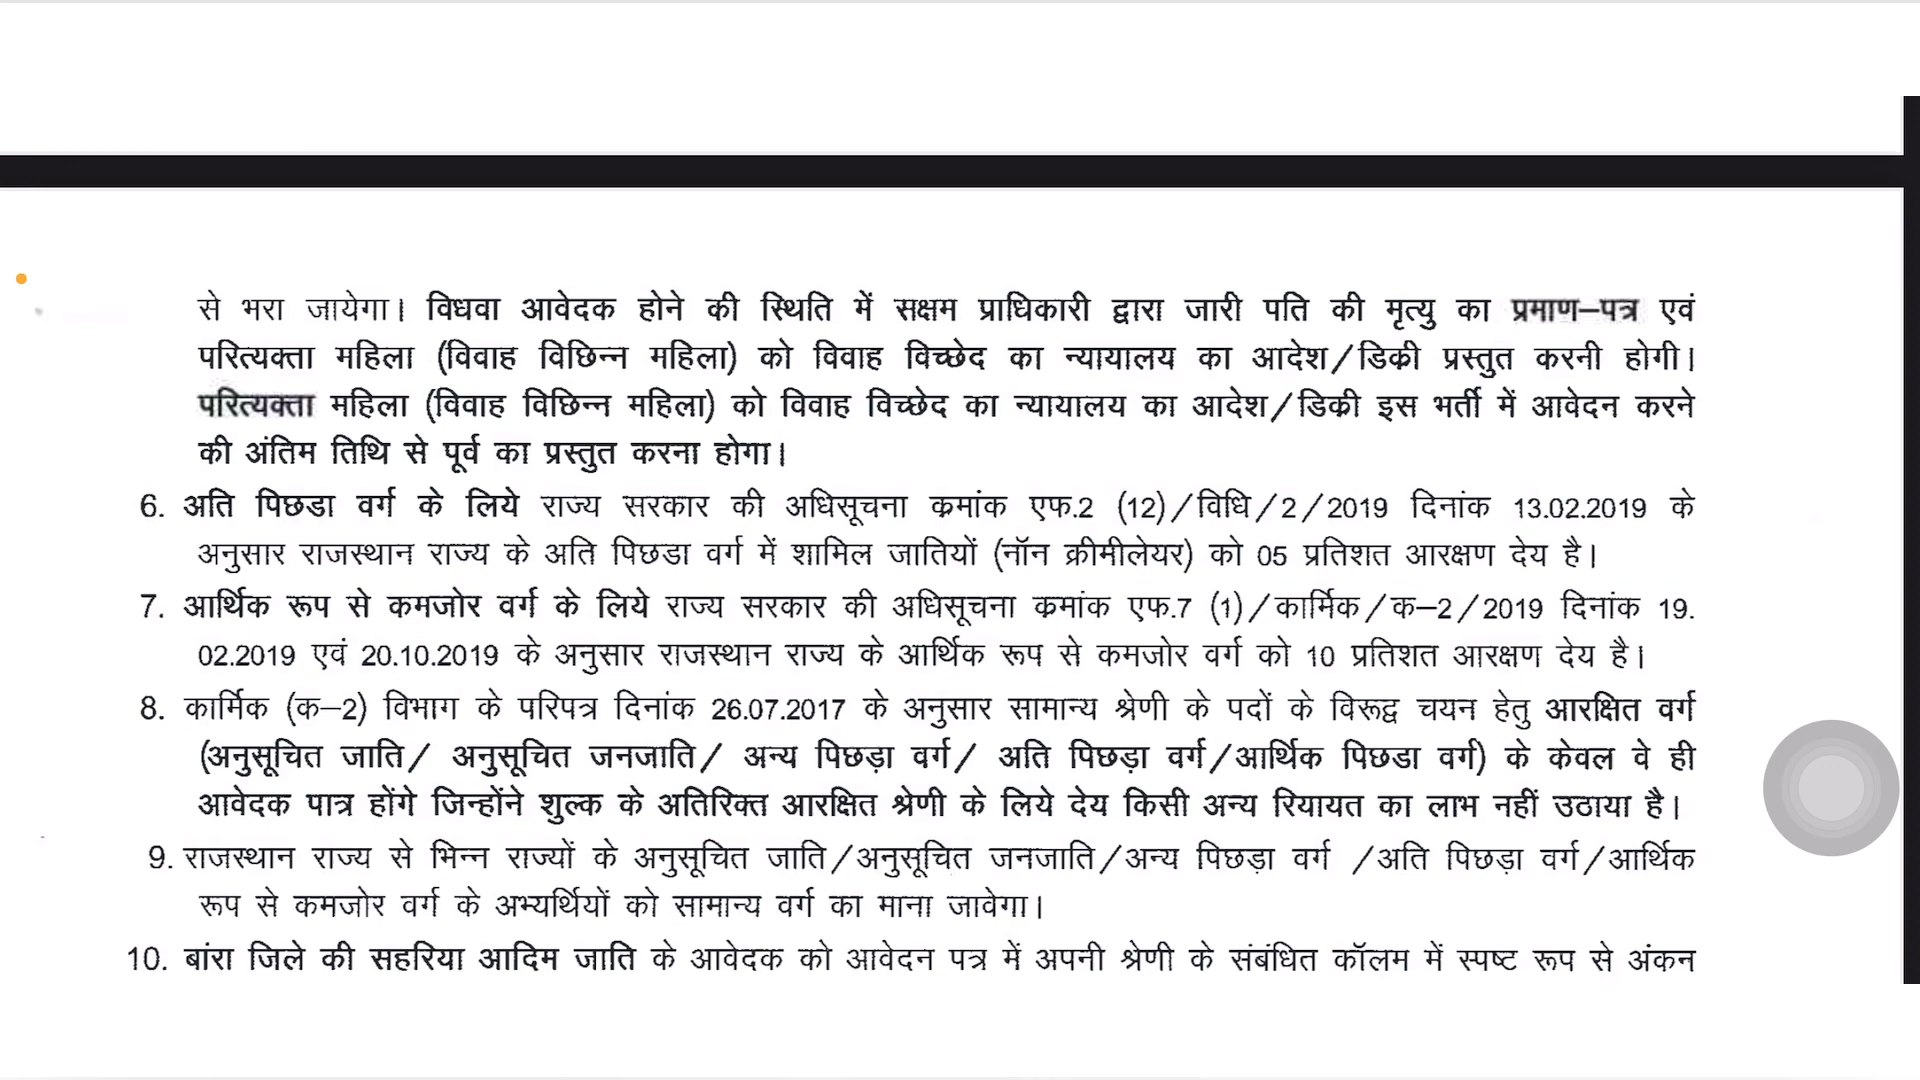 से भरा जायेगा। विधवा आवेदक होने की स्थिति में सक्षम प्राधिकारी द्वारा जारी पति की मृत्यु का प्रमाण–पत्र एवं
परित्यक्ता महिला (विवाह विछिन्न महिला) को विवाह विच्छेद का न्यायालय का आदेश/डिक्री प्रस्तुत करनी होगी।
परित्यक्ता महिला (विवाह विछिन्न महिला) को विवाह विच्छेद का न्यायालय का आदेश/डिक्री इस भर्ती में आवेदन करने
की अंतिम तिथि से पूर्व का प्रस्तुत करना होगा।
6. अति पिछडा वर्ग के लिये राज्य सरकार की अधिसूचना क्रमांक एफ.2 (12)/विधि/2/2019 दिनांक 13.02.2019 के
अनुसार राजस्थान राज्य के अति पिछडा वर्ग में शामिल जातियों (नॉन क्रीमीलेयर) को 05 प्रतिशत आरक्षण देय है।
7. आर्थिक रूप से कमजोर वर्ग के लिये राज्य सरकार की अधिसूचना क्रमांक एफ.7 (1)/कार्मिक/क–2/2019 दिनांक 19.
02.2019 एवं 20.10.2019 के अनुसार राजस्थान राज्य के आर्थिक रूप से कमजोर वर्ग को 10 प्रतिशत आरक्षण देय है।
8. कार्मिक (क–2) विभाग के परिपत्र दिनांक 26.07.2017 के अनुसार सामान्य श्रेणी के पदों के विरूद्व चयन हेतु आरक्षित वर्ग
(अनुसूचित जाति/ अनुसूचित जनजाति/ अन्य पिछड़ा वर्ग/ अति पिछड़ा वर्ग/आर्थिक पिछडा वर्ग) के केवल वे ही
आवेदक पात्र होंगे जिन्होंने शुल्क के अतिरिक्त आरक्षित श्रेणी के लिये देय किसी अन्य रियायत का लाभ नहीं उठाया है।
9. राजस्थान राज्य से भिन्न राज्यों के अनुसूचित जाति/अनुसूचित जनजाति/अन्य पिछड़ा वर्ग /अति पिछड़ा वर्ग/आर्थिक
रूप से कमजोर वर्ग के अभ्यर्थियों को सामान्य वर्ग का माना जावेगा।
10. बांरा जिले की सहरिया आदिम जाति के आवेदक को आवेदन पत्र में अपनी श्रेणी के संबंधित कॉलम में स्पष्ट रूप से अंकन